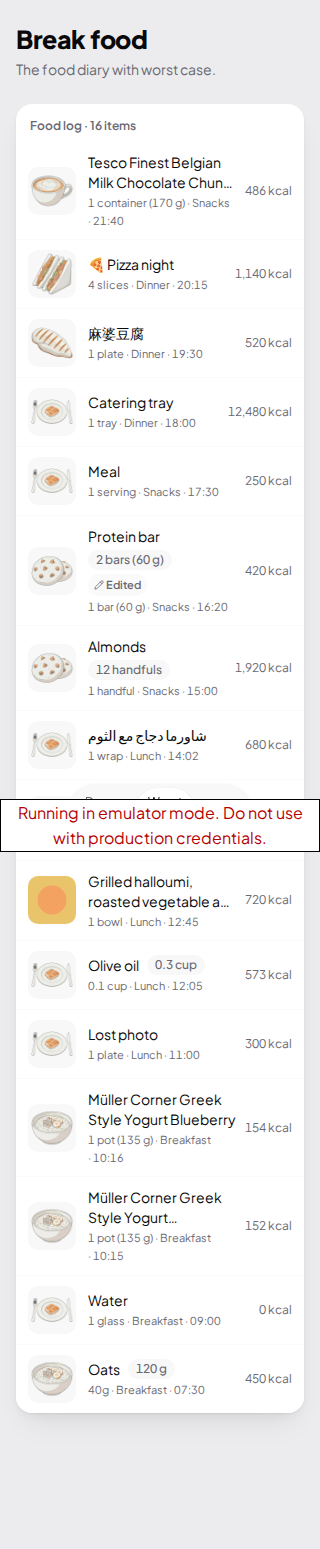 Break food
The food diary with worst case.
Food log · 16 items
Tesco Finest Belgian
Milk Chocolate Chun…
1 container (170 g) · Snacks
· 21:40
486 kcal
🍕 Pizza night
4 slices · Dinner · 20:15
1,140 kcal
麻婆豆腐
1 plate · Dinner · 19:30
520 kcal
Catering tray
1 tray · Dinner · 18:00
12,480 kcal
Meal
1 serving · Snacks · 17:30
250 kcal
Protein bar
2 bars (60 g)
Edited
1 bar (60 g) · Snacks · 16:20
420 kcal
Almonds
12 handfuls
1 handful · Snacks · 15:00
1,920 kcal
شاورما دجاج مع الثوم
1 wrap · Lunch · 14:02
680 kcal
Running in emulator mode. Do not use
with production credentials.
Grilled halloumi,
roasted vegetable a…
1 bowl · Lunch · 12:45
720 kcal
Olive oil 0.3 cup
0.1 cup · Lunch · 12:05
573 kcal
Lost photo
1 plate · Lunch · 11:00
300 kcal
Müller Corner Greek
Style Yogurt Blueberry
1 pot (135 g) · Breakfast
· 10:16
154 kcal
Müller Corner Greek
Style Yogurt…
1 pot (135 g) · Breakfast
· 10:15
152 kcal
Water
1 glass · Breakfast · 09:00
0 kcal
Oats 120 g
40g · Breakfast · 07:30
450 kcal